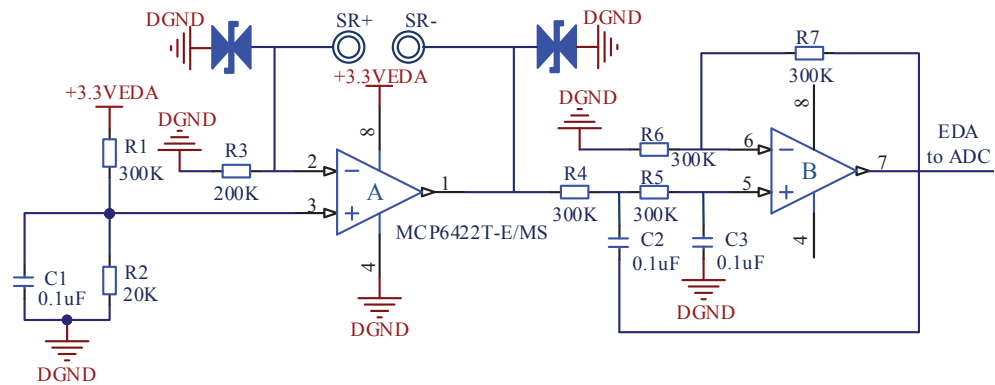 DGND
SR+
SR-
DGND
+3.3VEDA
+3.3VEDA
R7
300K
DGND
DGND
R1
300K
R3
200K
8
2
A
1
3
4
MCP6422T-E/MS
R6
300K
8
6
B
7
5
4
EDA
to ADC
R4
300K
R5
300K
C2
0.1uF
C3
0.1uF
C1
0.1uF
R2
20K
DGND
DGND
DGND